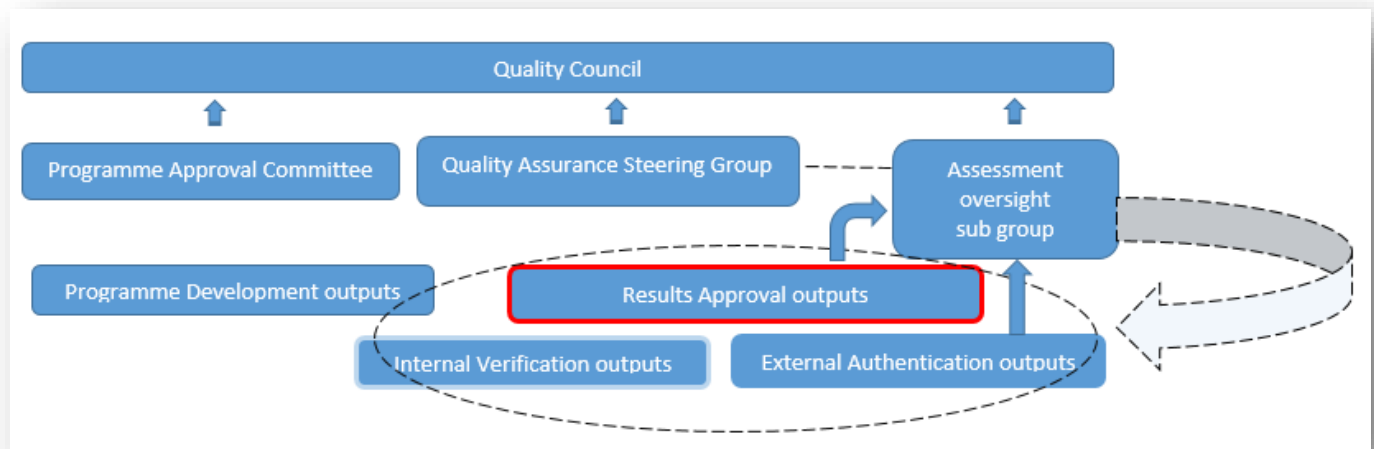 Quality Council
Programme Approval Committee
Quality Assurance Steering Group
Assessment
oversight
sub group
Programme Development outputs
Results Approval outputs
Internal Verification outputs
External Authentication outputs